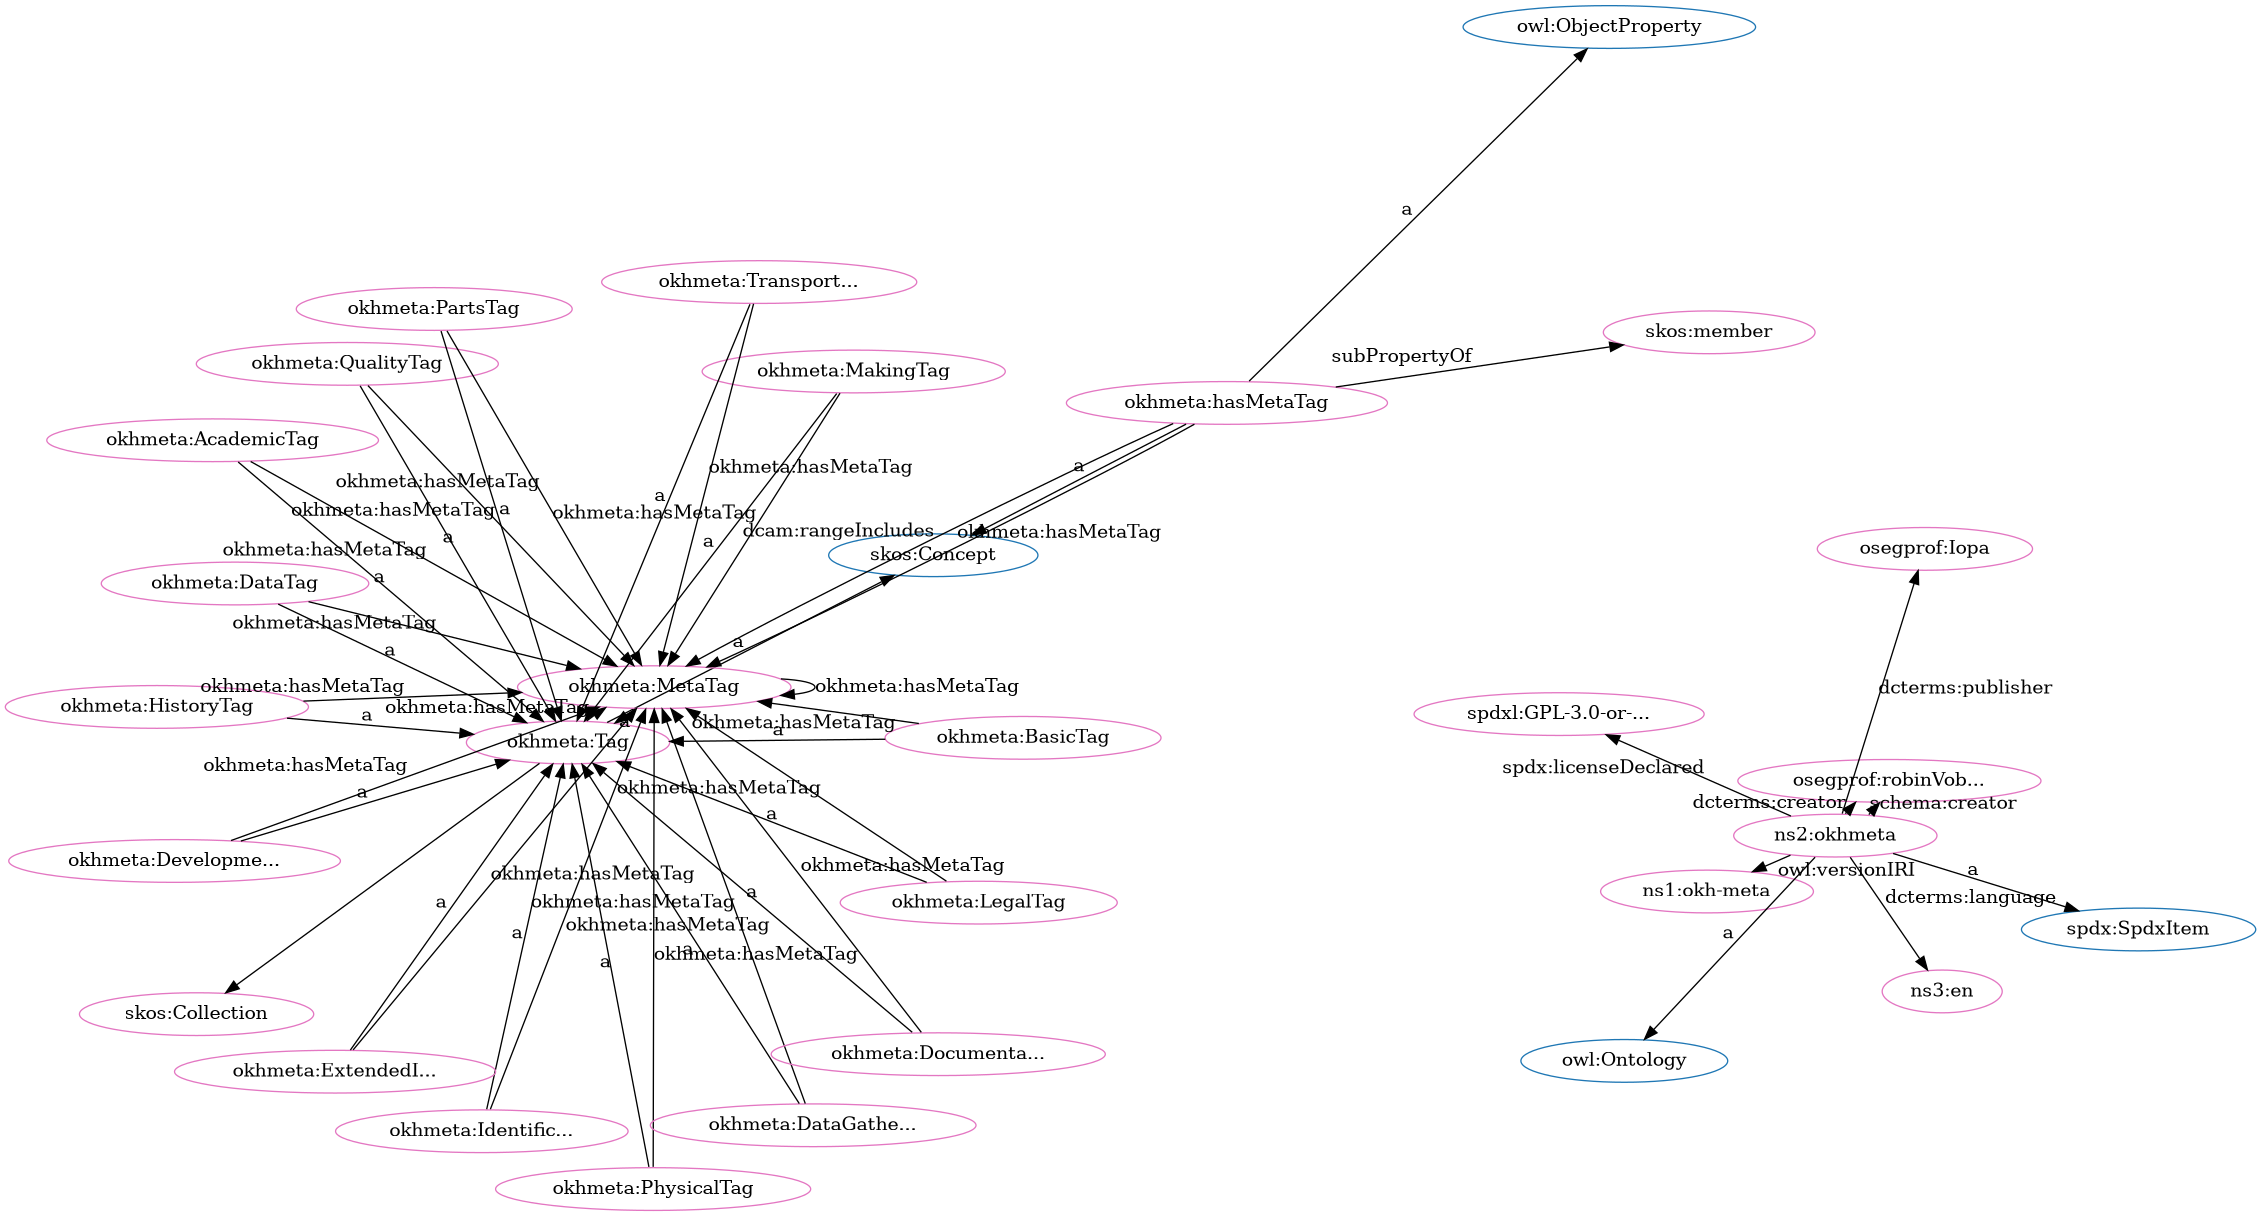 owl:ObjectProperty
a
okhmeta:Transport...
okhmeta:PartsTag
skos:member
subPropertyOf
okhmeta:QualityTag
okhmeta:MakingTag
okhmeta:hasMetaTag
okhmeta:AcademicTag
a
okhmeta:hasMetaTag
okhmeta:hasMetaTag
a
okhmeta:hasMetaTag
a
okhmeta:hasMetaTag
dcam:rangeIncludes
okhmeta:hasMetaTag
a
a
okhmeta:hasMetaTag
skos:Concept
osegprof:Iopa
a
okhmeta:DataTag
okhmeta:hasMetaTag
a
a
okhmeta:hasMetaTag
okhmeta:MetaTag
okhmeta:hasMetaTag
dcterms:publisher
okhmeta:HistoryTag
okhmeta:hasMetaTag
a
a
okhmeta:hasMetaTag
a
spdxl:GPL-3.0-or-...
okhmeta:Tag
okhmeta:BasicTag
okhmeta:hasMetaTag
spdx:licenseDeclared
osegprof:robinVob...
a
okhmeta:hasMetaTag
dcterms:creator
schema:creator
a
ns2:okhmeta
okhmeta:Developme...
okhmeta:hasMetaTag
owl:versionIRI
a
okhmeta:hasMetaTag
ns1:okh-meta
a
a
okhmeta:hasMetaTag
okhmeta:LegalTag
dcterms:language
okhmeta:hasMetaTag
spdx:SpdxItem
a
a
a
okhmeta:hasMetaTag
a
ns3:en
skos:Collection
okhmeta:Documenta...
owl:Ontology
okhmeta:ExtendedI...
okhmeta:Identific...
okhmeta:DataGathe...
okhmeta:PhysicalTag